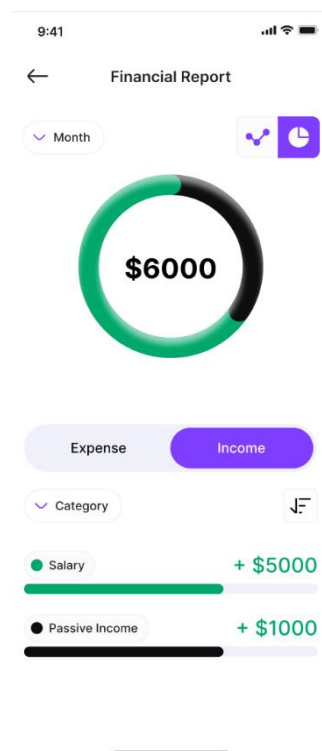 9:41
Financial Report
Month
$6000
Expense
Income
Category
Salary
+ $5000
Passive Income
+ $1000